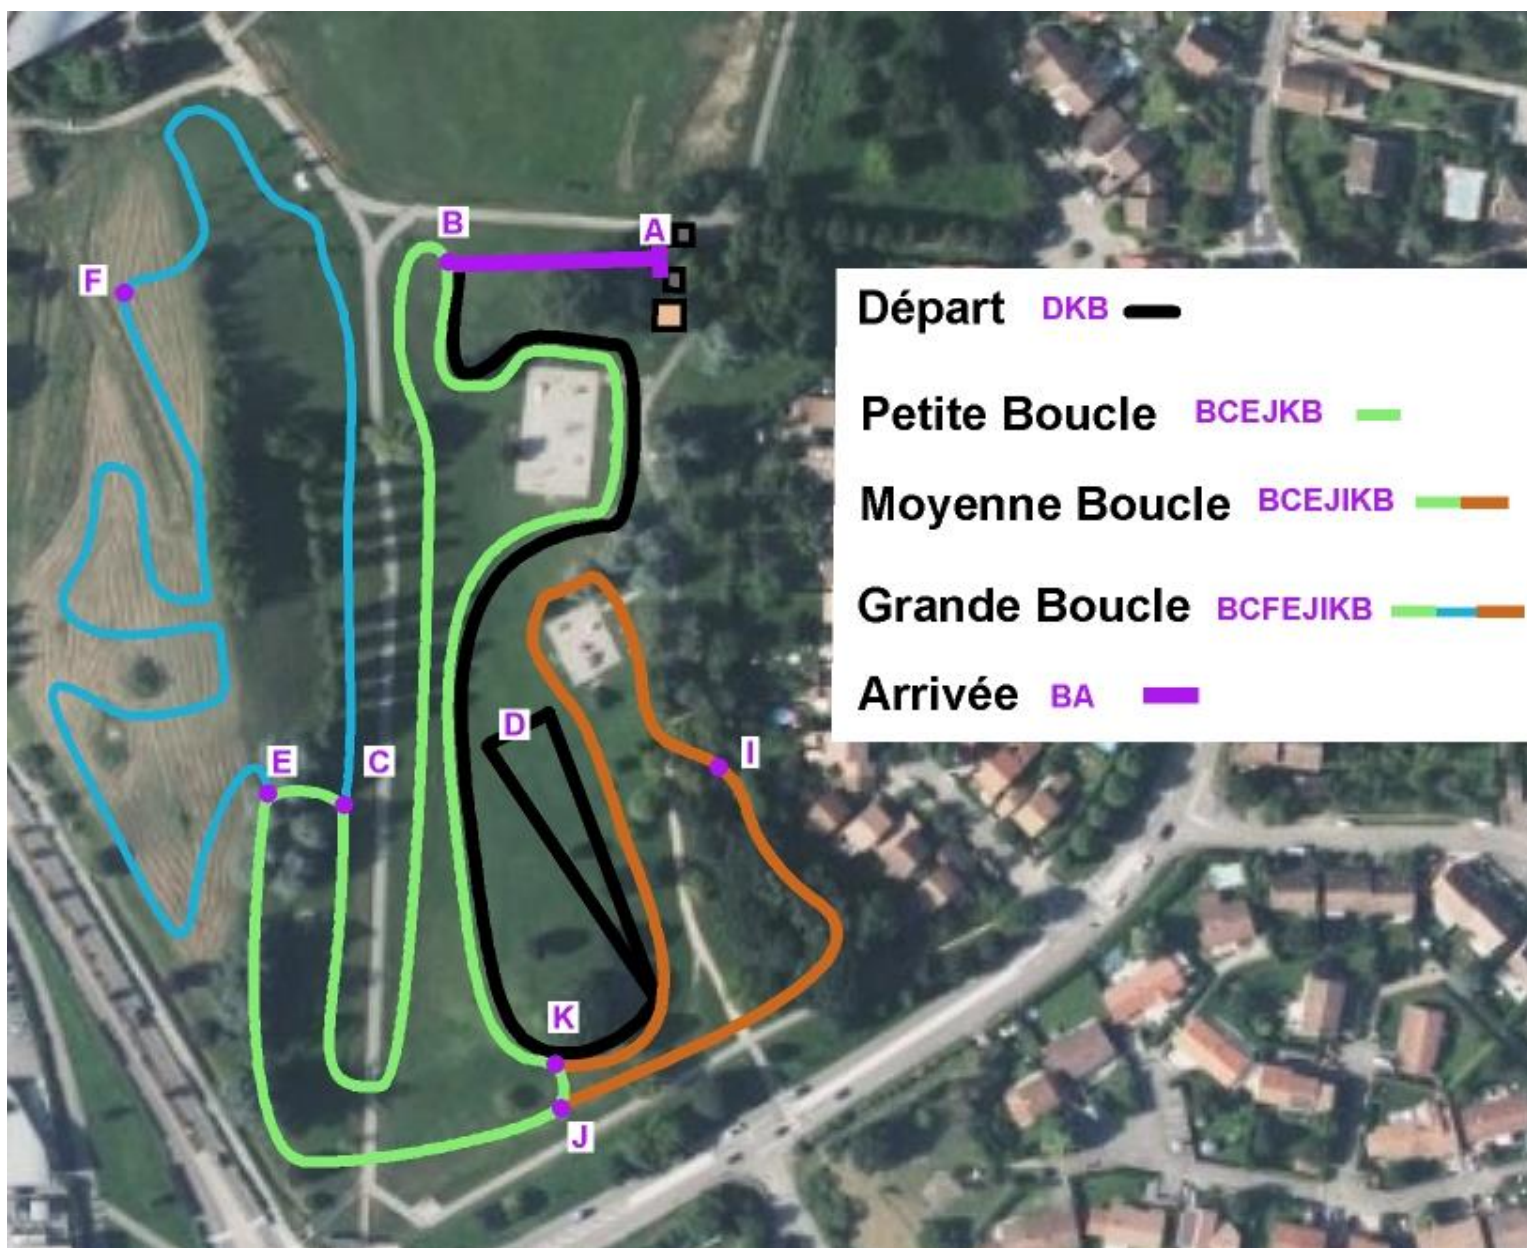 B
A
F
Départ DKB
Petite Boucle BCEJKB
Moyenne Boucle BCEJIKB
Grande Boucle BCFEJIKB
Arrivée BA
D
E
C
I
K
J